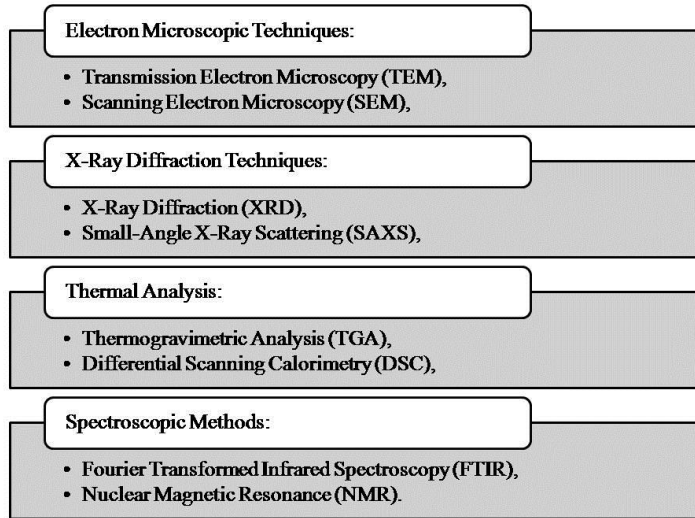 Electron Microscopic Techniques:
• Transmission Electron Microscopy (TEM),
• Scanning Electron Microscopy (SEM),
X-Ray Diffraction Techniques:
• X-Ray Diffraction (XRD),
• Small-Angle X-Ray Scattering (SAXS),
Thermal Analysis:
• Thermogravimetric Analysis (TGA),
• Differential Scanning Calorimetry (DSC),
Spectroscopic Methods:
• Fourier Transformed Infrared Spectroscopy (FTIR),
• Nuclear Magnetic Resonance (NMR).